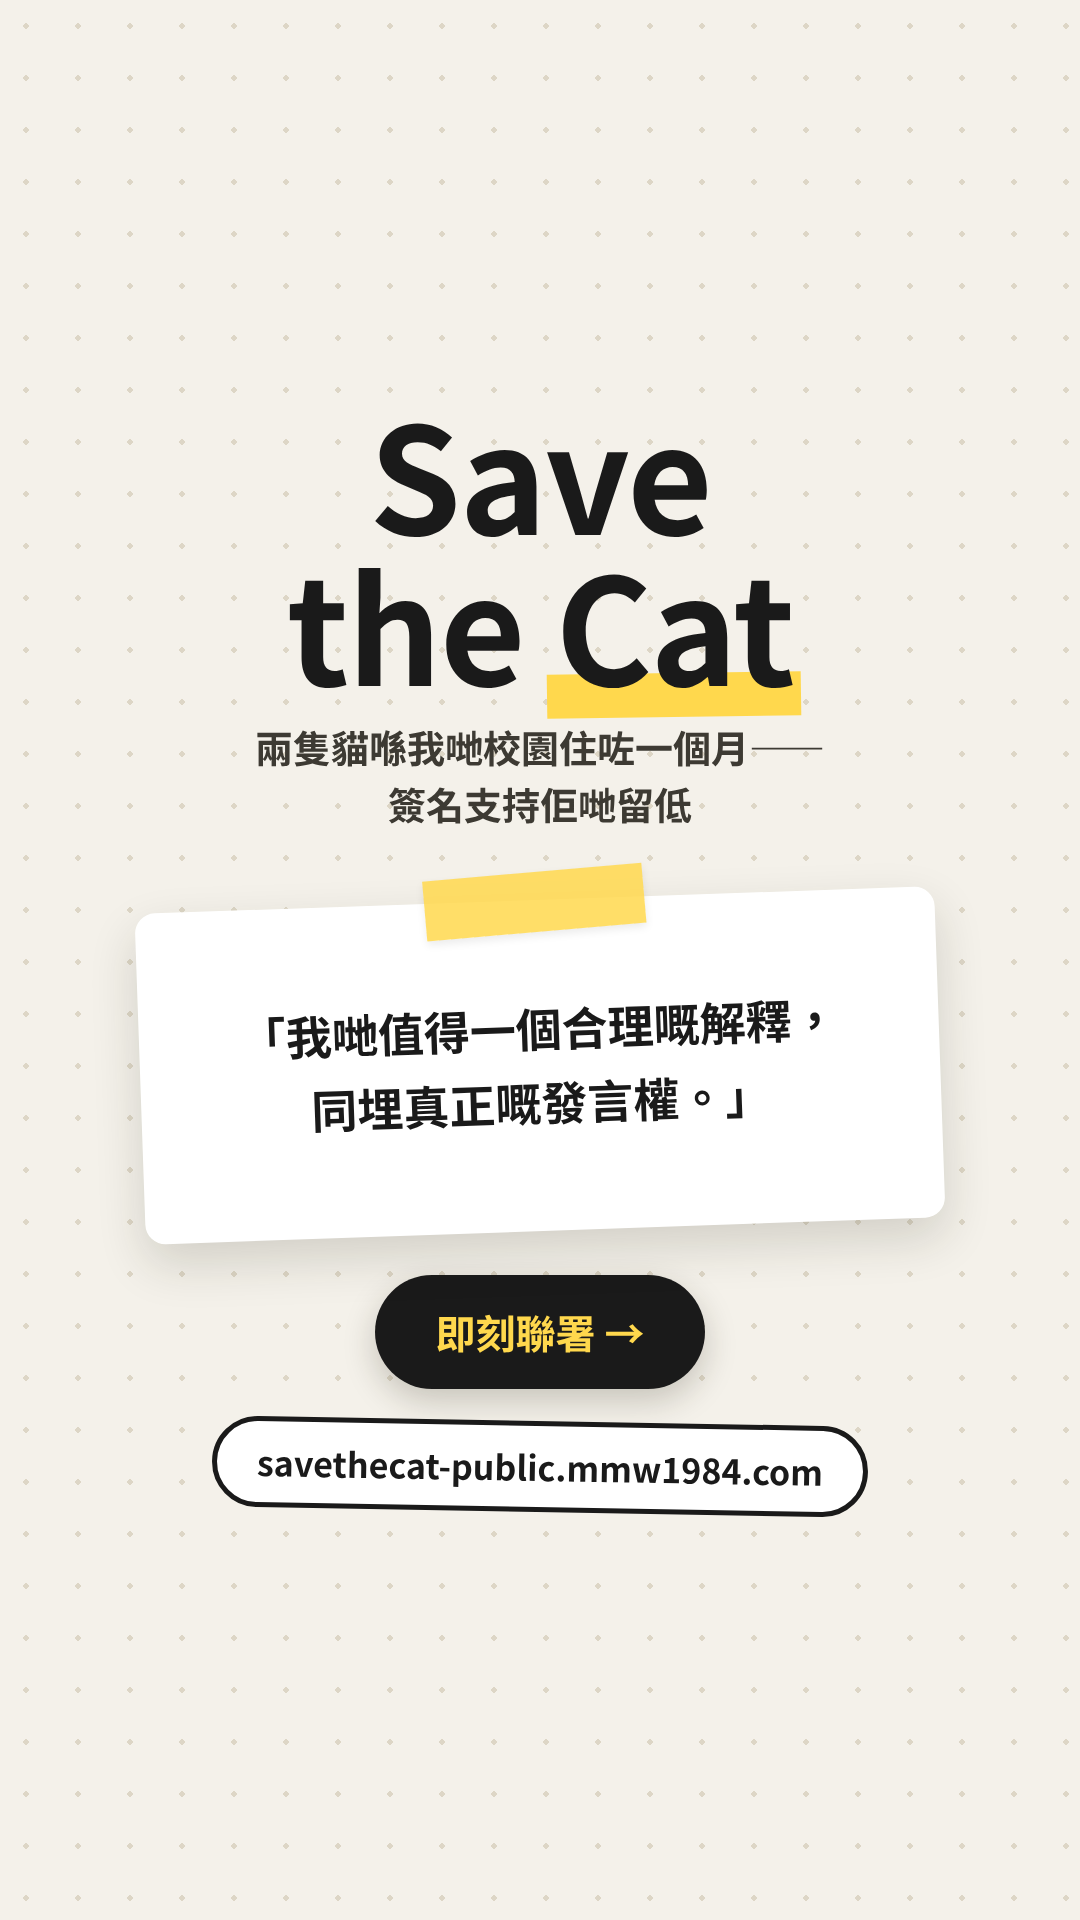 Save
the Cat
兩隻貓喺我哋校園住咗一個月——
簽名支持佢哋留低
「我哋值得一個合理嘅解釋，
同埋真正嘅發言權。」
即刻聯署 →
savethecat-public.mmw1984.com